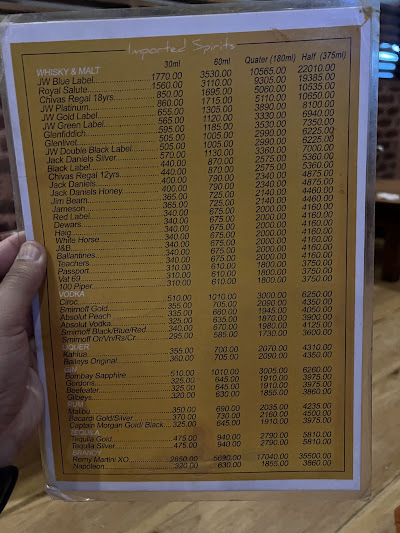 Imported Spirits
30ml 60ml Quater (180ml) Half (375ml)
WHISKY & MALT
JW Blue Label 1770.00 3530.00 10565.00 22010.00
Royal Salute 1560.00 3110.00 9305.00 19385.00
Chivas Regal 18yrs 850.00 1695.00 5060.00 10535.00
JW Platinum 860.00 1715.00 5110.00 10650.00
JW Gold Label 655.00 1305.00 3890.00 8100.00
JW Green Label 565.00 1120.00 3330.00 6940.00
Glenfiddich 595.00 1185.00 3530.00 7350.00
Glenlivet 505.00 1005.00 2990.00 6225.00
JW Double Black Label 505.00 1005.00 2990.00 6225.00
Jack Daniels Silver 570.00 1130.00 3360.00 7000.00
Black Label 440.00 870.00 2575.00 5360.00
Chivas Regal 12yrs 440.00 870.00 2575.00 5360.00
Jack Daniels 400.00 790.00 2340.00 4875.00
Jack Daniels Honey 400.00 790.00 2340.00 4875.00
Jim Beam 365.00 725.00 2140.00 4460.00
Jameson 365.00 725.00 2140.00 4460.00
Red Label 340.00 675.00 2000.00 4160.00
Dewars 340.00 675.00 2000.00 4160.00
Haig 340.00 675.00 2000.00 4160.00
White Horse 340.00 675.00 2000.00 4160.00
J&B 340.00 675.00 2000.00 4160.00
Ballantines 340.00 675.00 2000.00 4160.00
Teachers 340.00 675.00 2000.00 4160.00
Passport 310.00 610.00 1800.00 3750.00
Vat 69 310.00 610.00 1800.00 3750.00
100 Piper 310.00 610.00 1800.00 3750.00
VODKA
Ciroc 510.00 1010.00 3000.00 6250.00
Smirnoff Gold 355.00 705.00 2090.00 4350.00
Absolut Peach 335.00 660.00 1945.00 4050.00
Absolut Vodka 325.00 635.00 1870.00 3900.00
Smirnoff Black/Blue/Red 340.00 670.00 1980.00 4125.00
Smirnoff Or/Vni/Rs/Cr 295.00 585.00 1730.00 3600.00
LIQUER
Kahlua 355.00 700.00 2070.00 4310.00
Baileys Original 360.00 705.00 2090.00 4350.00
GIN
Bombay Sapphire 510.00 1010.00 3005.00 6260.00
Gordons 325.00 645.00 1910.00 3975.00
Beefeater 325.00 645.00 1910.00 3975.00
Gilbeys 320.00 630.00 1855.00 3860.00
RUM
Malibu 350.00 690.00 2035.00 4235.00
Bacardi Gold/Silver 370.00 730.00 2160.00 4500.00
Captain Morgan Gold/ Black 325.00 645.00 1910.00 3975.00
TEQUILA
Tequila Gold 475.00 940.00 2790.00 5810.00
Tequila Silver 475.00 940.00 2790.00 5810.00
BRANDY
Remy Martini XO 2850.00 5690.00 17040.00 35500.00
Napoleon 320.00 630.00 1855.00 3860.00